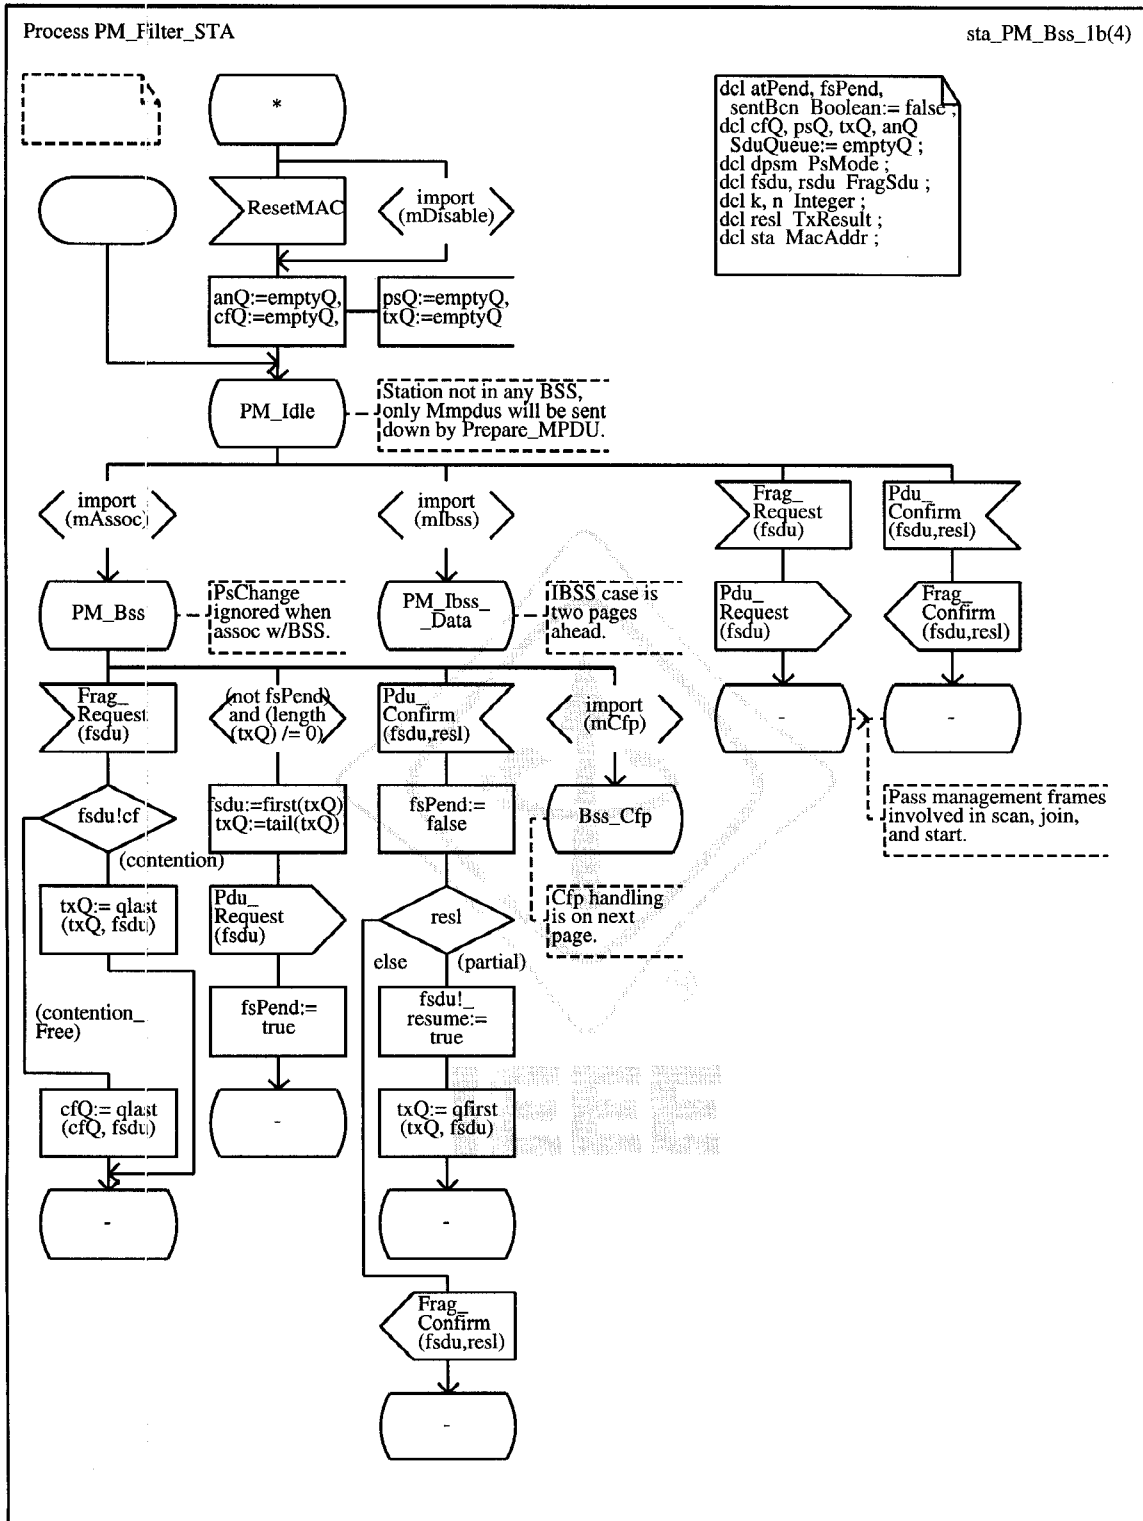 Process PM_Filter_STA
sta_PM_Bss_1b(4)
*
dcl atPend, fsPend,
sentBcn Boolean:= false ;
dcl cfQ, psQ, txQ, anQ
SduQueue:= emptyQ ;
dcl dpsm PsMode ;
dcl fsdu, rsdu FragSdu ;
dcl k, n Integer ;
dcl resl TxResult ;
dcl sta MacAddr ;
ResetMAC
import
(mDisable)
anQ:=emptyQ,
cfQ:=emptyQ,
psQ:=emptyQ,
txQ:=emptyQ
PM_Idle
Station not in any BSS,
only Mmpdus will be sent
down by Prepare_MPDU.
import
(mAssoc)
import
(mIbss)
Frag_
Request
(fsdu)
Pdu_
Confirm
(fsdu,resl)
PM_Bss
PsChange
ignored when
assoc w/BSS.
PM_Ibss_
_Data
IBSS case is
two pages
ahead.
Pdu_
Request
(fsdu)
Frag_
Confirm
(fsdu,resl)
Frag_
Request
(fsdu)
(not fsPend)
and (length
(txQ) /= 0)
Pdu_
Confirm
(fsdu,resl)
import
(mCfp)
-
-
fsdu!cf
(contention)
fsdu:=first(txQ)
txQ:=tail(txQ)
fsPend:=
false
Bss_Cfp
Pass management frames
involved in scan, join,
and start.
txQ:= qlast
(txQ, fsdu)
Pdu_
Request
(fsdu)
resl
else
(partial)
Cfp handling
is on next
page.
(contention_
Free)
fsPend:=
true
fsdu!_
resume:=
true
cfQ:= qlast
(cfQ, fsdu)
-
txQ:= qfirst
(txQ, fsdu)
-
-
Frag_
Confirm
(fsdu,resl)
-
IEEE